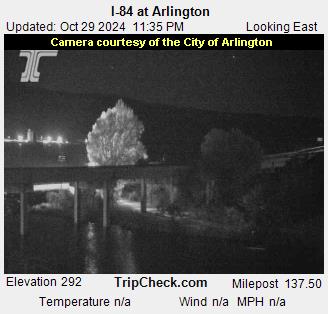 I-84 at Arlington
Updated: Oct 29 2024 11:35 PM Looking East
Camera courtesy of the City of Arlington
Elevation 292 TripCheck.com Milepost 137.50
Temperature n/a Wind n/a MPH n/a